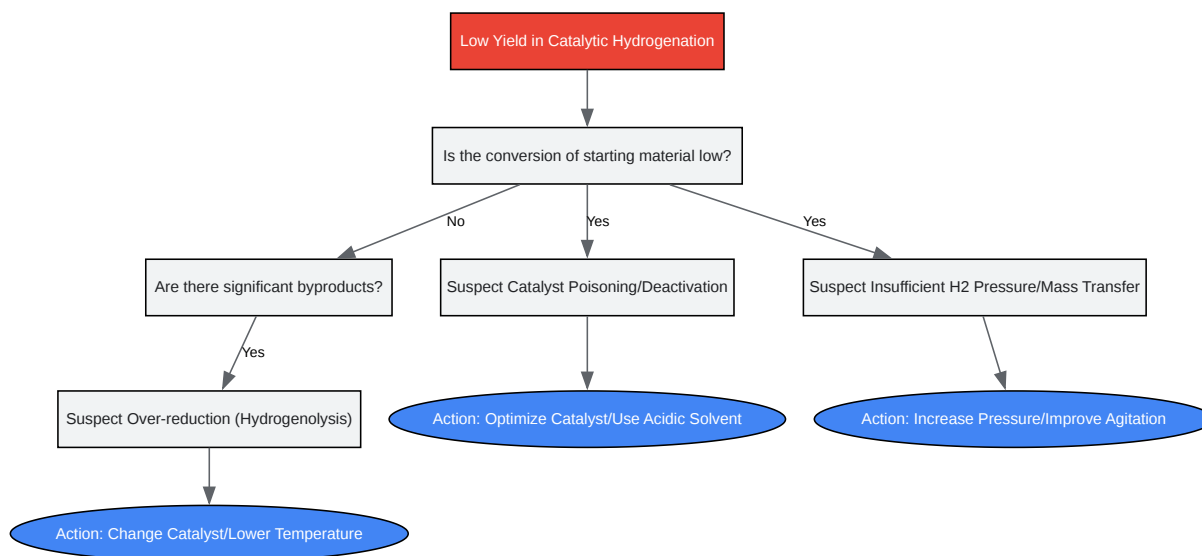 Low Yield in Catalytic Hydrogenation
Is the conversion of starting material low?
No
Yes
Yes
Are there significant byproducts?
Suspect Catalyst Poisoning/Deactivation
Suspect Insufficient H2 Pressure/Mass Transfer
Yes
Suspect Over-reduction (Hydrogenolysis)
Action: Optimize Catalyst/Use Acidic Solvent
Action: Increase Pressure/Improve Agitation
Action: Change Catalyst/Lower Temperature